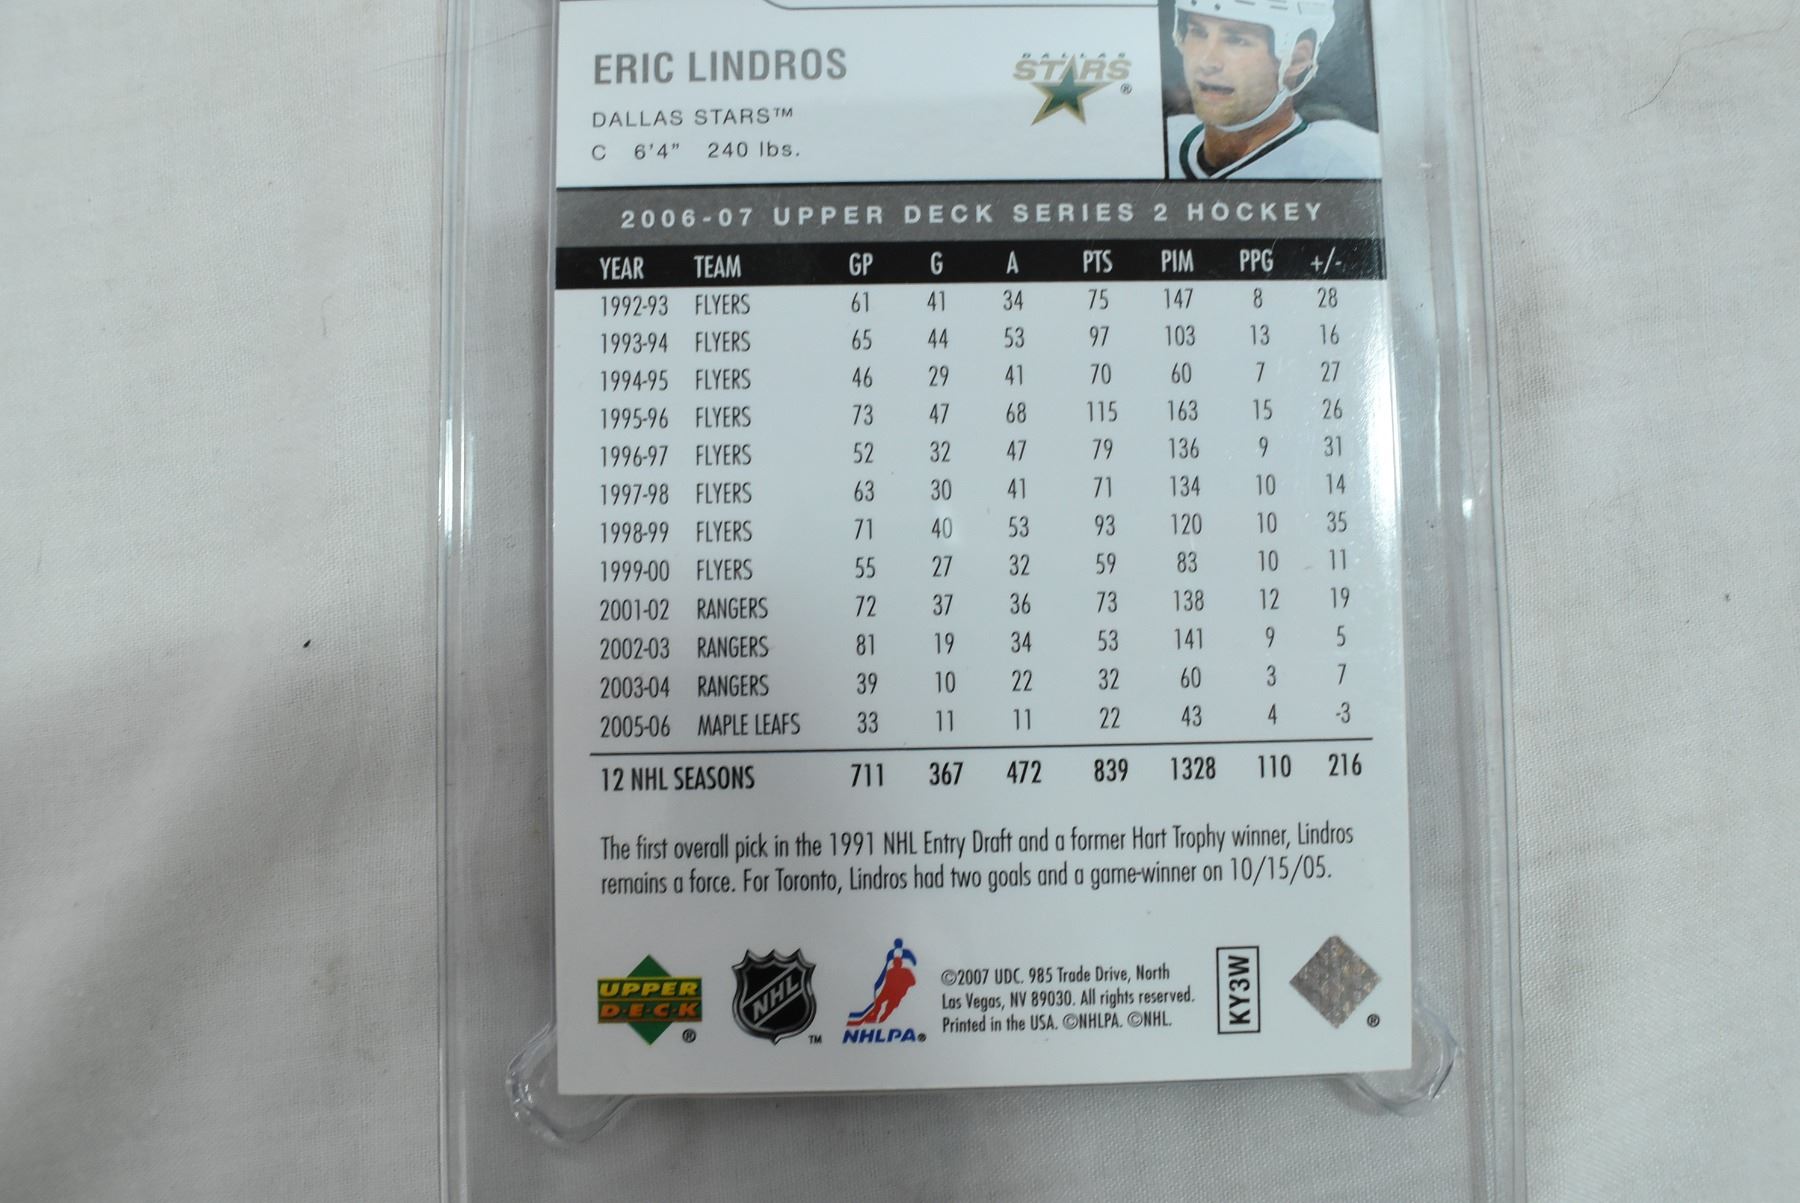 ERIC LINDROS
DALLAS STARS®
DALLAS STARS™
C 6'4" 240 lbs.
2006-07 UPPER DECK SERIES 2 HOCKEY
YEAR TEAM GP G A PTS PIM PPG +/-
1992-93 FLYERS 61 41 34 75 147 8 28
1993-94 FLYERS 65 44 53 97 103 13 16
1994-95 FLYERS 46 29 41 70 60 7 27
1995-96 FLYERS 73 47 68 115 163 15 26
1996-97 FLYERS 52 32 47 79 136 9 31
1997-98 FLYERS 63 30 41 71 134 10 14
1998-99 FLYERS 71 40 53 93 120 10 35
1999-00 FLYERS 55 27 32 59 83 10 11
2001-02 RANGERS 72 37 36 73 138 12 19
2002-03 RANGERS 81 19 34 53 141 9 5
2003-04 RANGERS 39 10 22 32 60 3 7
2005-06 MAPLE LEAFS 33 11 11 22 43 4 -3
12 NHL SEASONS 711 367 472 839 1328 110 216
The first overall pick in the 1991 NHL Entry Draft and a former Hart Trophy winner, Lindros
remains a force. For Toronto, Lindros had two goals and a game-winner on 10/15/05.
UPPER
D·E·C·K ®
NHL ™
NHLPA®
©2007 UDC. 985 Trade Drive, North
Las Vegas, NV 89030. All rights reserved.
Printed in the USA. ©NHLPA. ©NHL.
KY3W
®